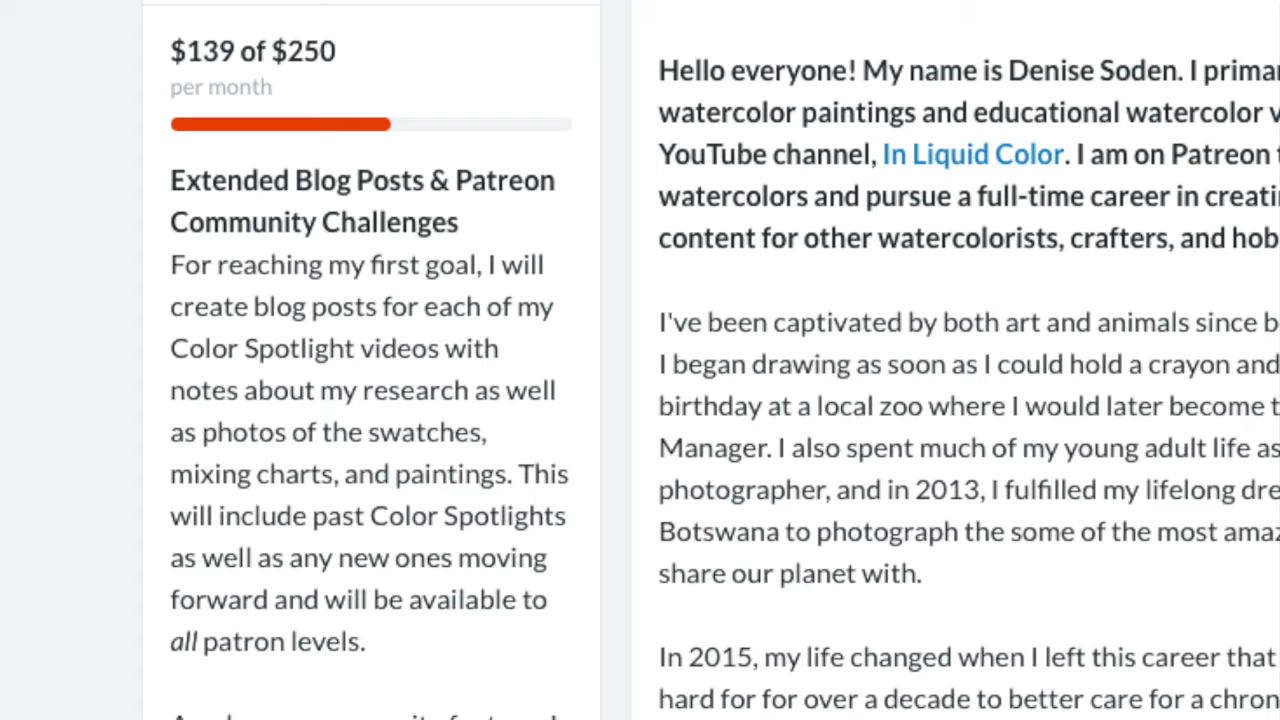 $139 of $250
per month
Extended Blog Posts & Patreon
Community Challenges
For reaching my first goal, I will
create blog posts for each of my
Color Spotlight videos with
notes about my research as well
as photos of the swatches,
mixing charts, and paintings. This
will include past Color Spotlights
as well as any new ones moving
forward and will be available to
all patron levels.
Hello everyone! My name is Denise Soden. I
watercolor paintings and educational watercolor
YouTube channel, In Liquid Color. I am on Patreon
watercolors and pursue a full-time career in
content for other watercolorists, crafters, and
I've been captivated by both art and animals since
I began drawing as soon as I could hold a crayon and
birthday at a local zoo where I would later become
Manager. I also spent much of my young adult life as
photographer, and in 2013, I fulfilled my lifelong
Botswana to photograph the some of the most
share our planet with.
In 2015, my life changed when I left this career that
hard for for over a decade to better care for a